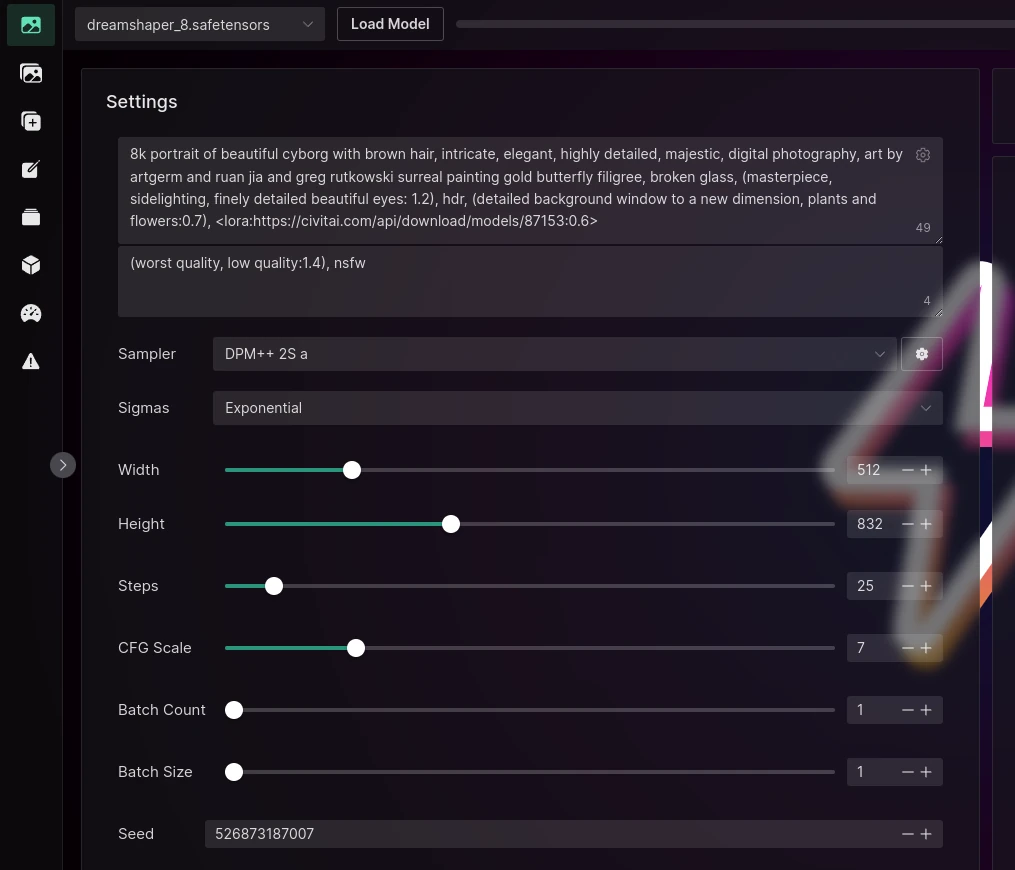 dreamshaper_8.safetensors
Load Model
Settings
8k portrait of beautiful cyborg with brown hair, intricate, elegant, highly detailed, majestic, digital photography, art by
artgerm and ruan jia and greg rutkowski surreal painting gold butterfly filigree, broken glass, (masterpiece,
sidelighting, finely detailed beautiful eyes: 1.2), hdr, (detailed background window to a new dimension, plants and
flowers:0.7), <lora:https://civitai.com/api/download/models/87153:0.6>
49
(worst quality, low quality:1.4), nsfw
4
Sampler DPM++ 2S a
Sigmas Exponential
Width 512
Height 832
Steps 25
CFG Scale 7
Batch Count 1
Batch Size 1
Seed 526873187007